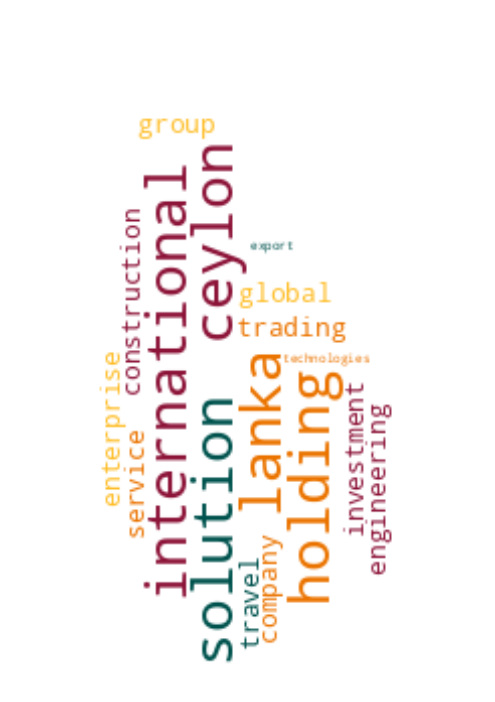 group
ceylon
international
construction
export
global
trading
technologies
enterprise
lanka
holding
investment
solution
engineering
service
company
travel